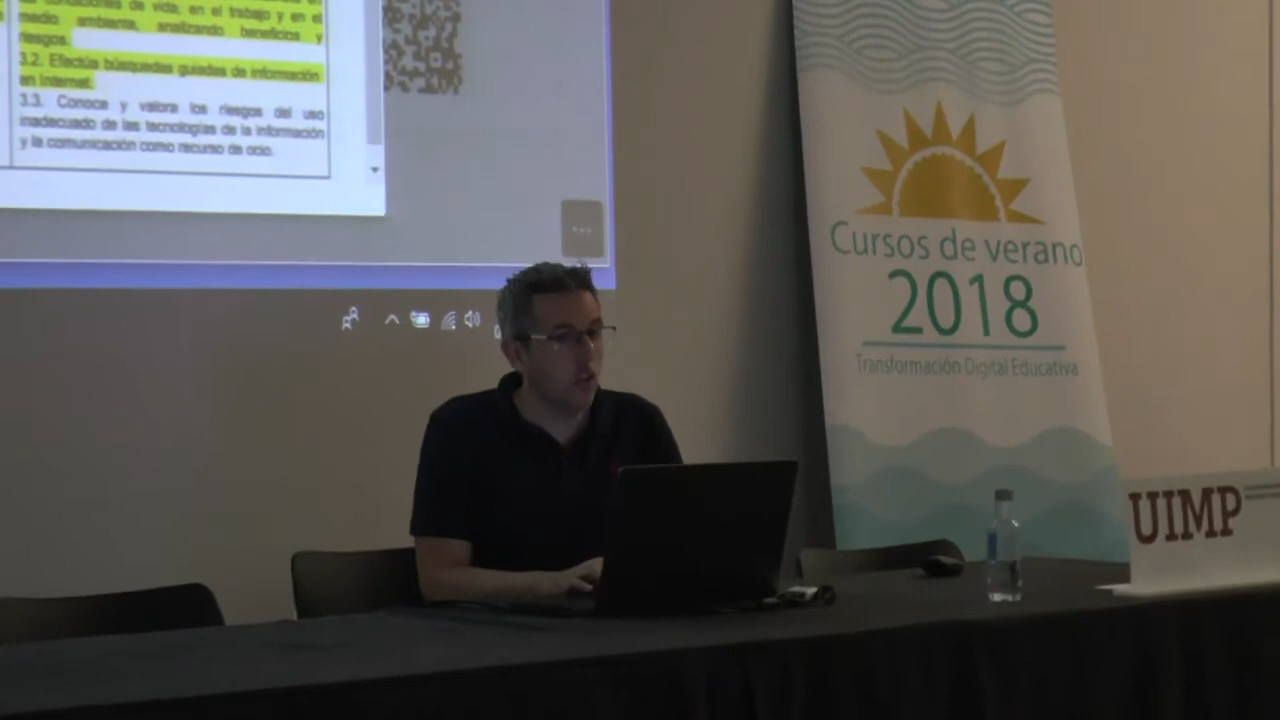 condiciones de vida, en el trabajo y en el
medio ambiente, analizando beneficios y
riesgos.
3.2. Efectúa búsquedas guiadas de información
en Internet.
3.3. Conoce y valora los riesgos del uso
inadecuado de las tecnologías de la información
y la comunicación como recurso de ocio.
Cursos de verano
2018
Transformación Digital Educativa
UIMP